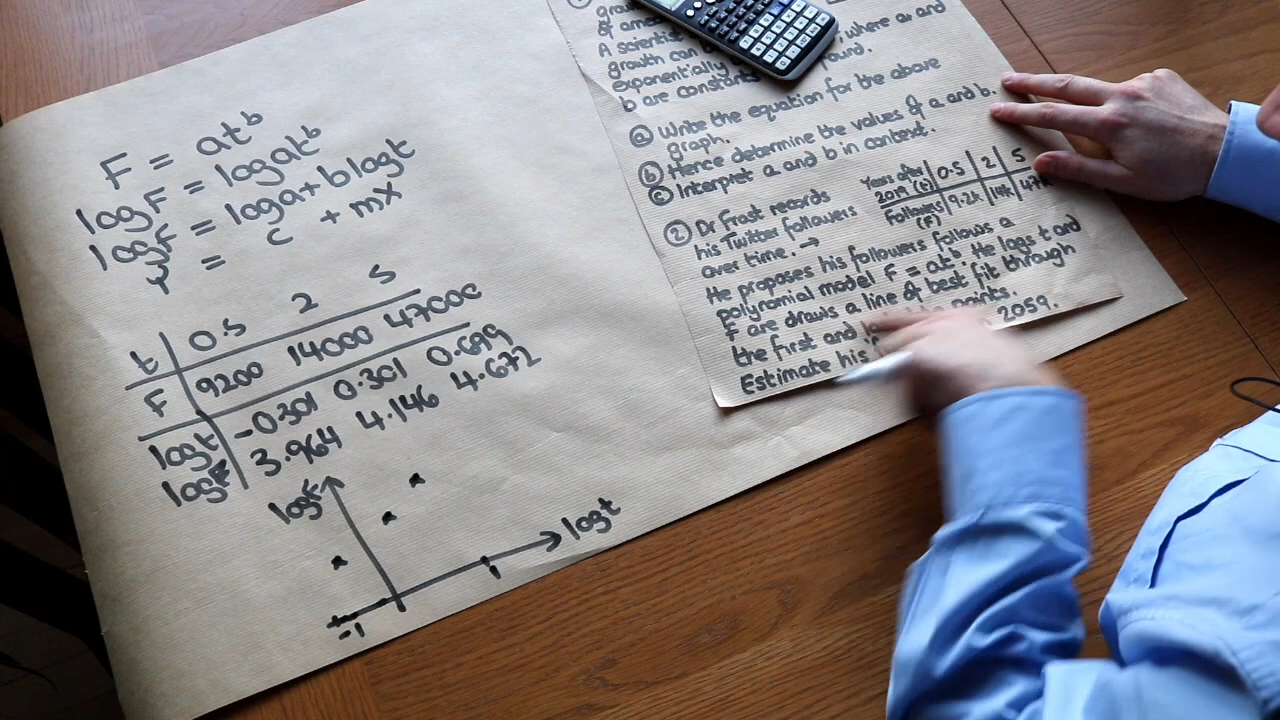 F = at^b
log F = log at^b
log F = log a + b log t
= c + mX
t 0.5 2 5
F 9200 14000 47000
log t -0.301 0.301 0.699
log F 3.964 4.146 4.672
log F
log t
-1 1
A scientist
growth can , where a and
exponentially found.
b are constants
(a) Write the equation for the above
graph.
(b) Hence determine the values of a and b.
(c) Interpret a and b in context.
(2) Dr Frost records
his Twitter followers
over time. →
Years after 2019 (t) 0.5 2 5
Followers (F) 9.2k 14k 47k
He proposes his followers follows a
polynomial model F = at^b. He logs t and
F are draws a line of best fit through
the first and points.
Estimate his 2059.